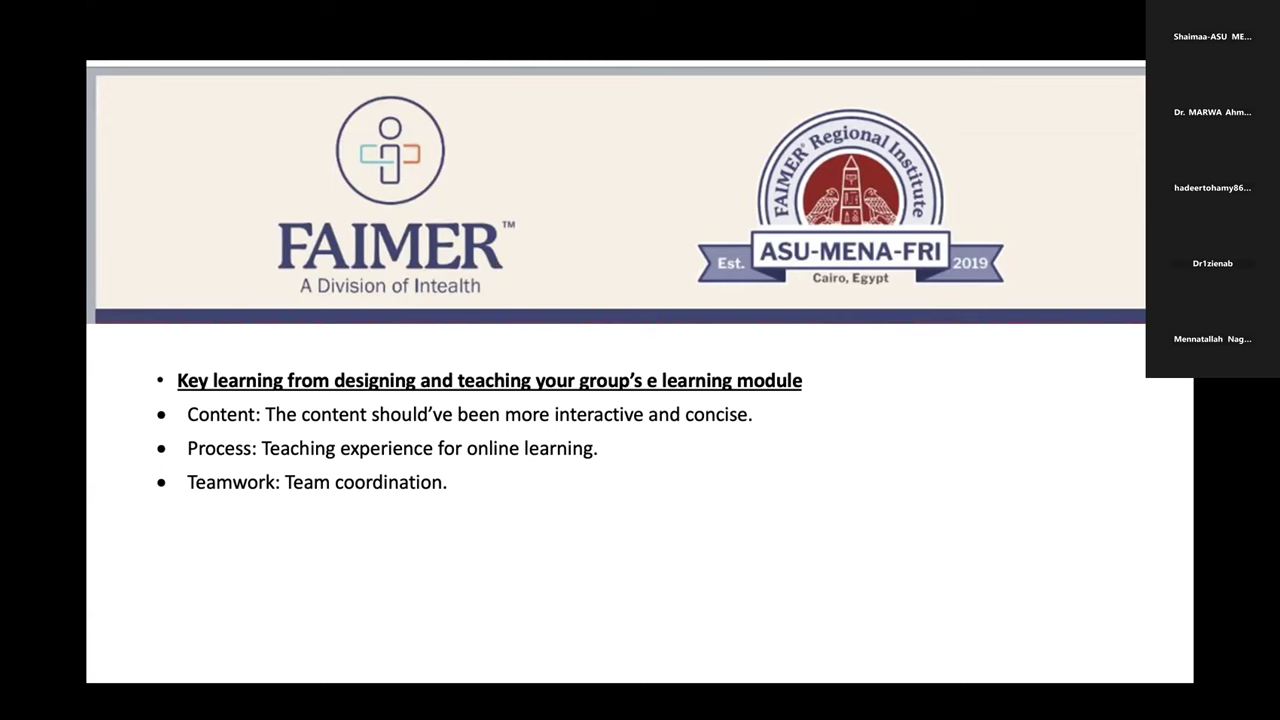 Shaimaa-ASU ME...
Dr. MARWA Ahm...
hadeertohamy86...
Dr1zienab
Mennatallah Nag...
FAIMER™
A Division of Intealth
FAIMER® Regional Institute
ASU-MENA-FRI
Est. 2019
Cairo, Egypt
• Key learning from designing and teaching your group's e learning module
• Content: The content should've been more interactive and concise.
• Process: Teaching experience for online learning.
• Teamwork: Team coordination.